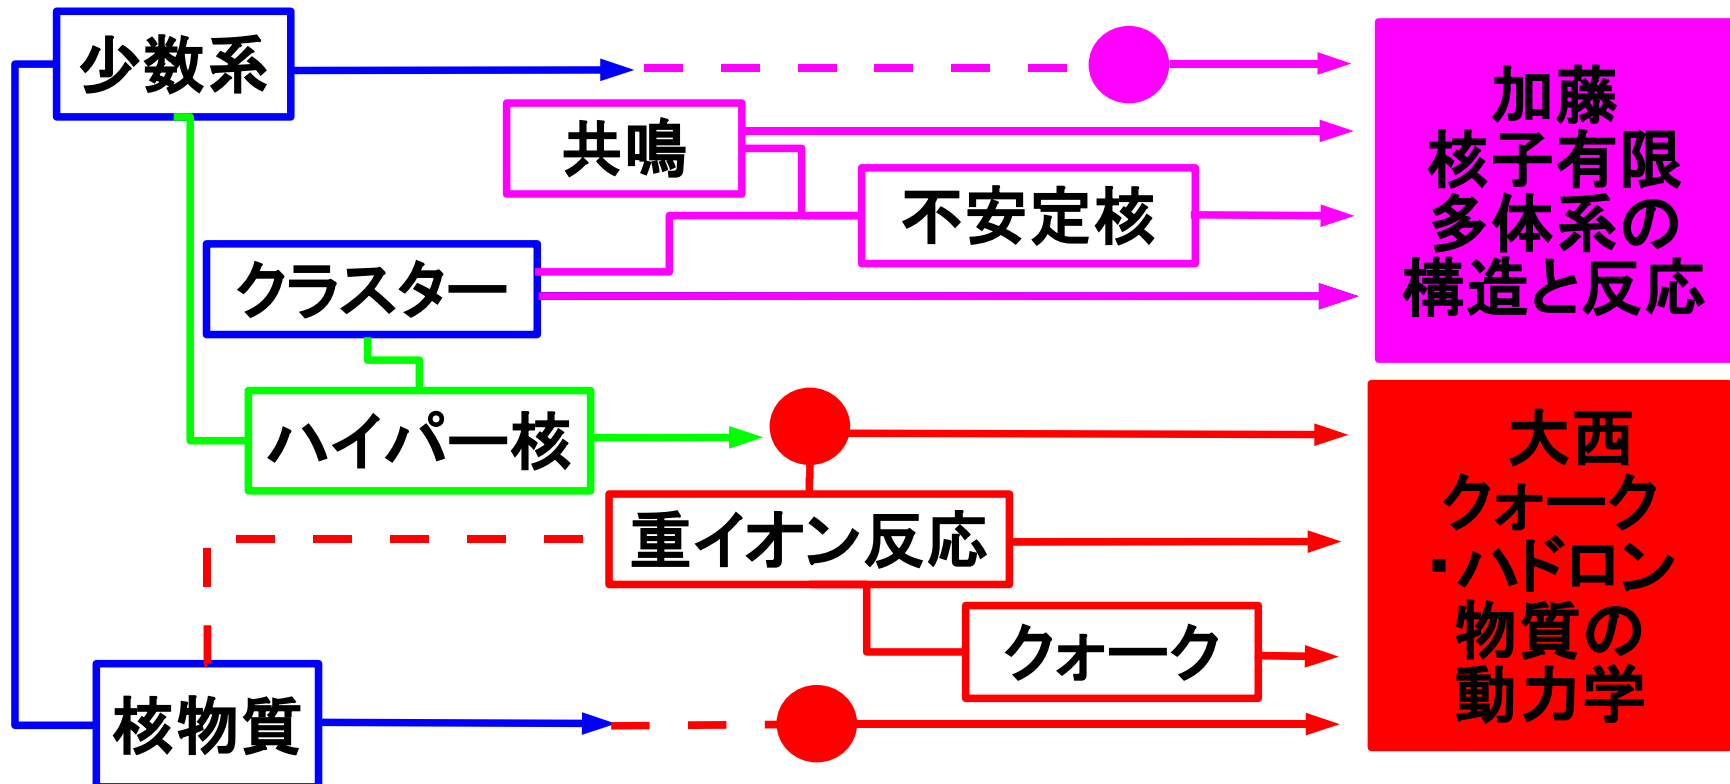 少数系
共鳴
不安定核
クラスター
ハイパー核
重イオン反応
クォーク
核物質
加藤
核子有限
多体系の
構造と反応
大西
クォーク
・ハドロン
物質の
動力学